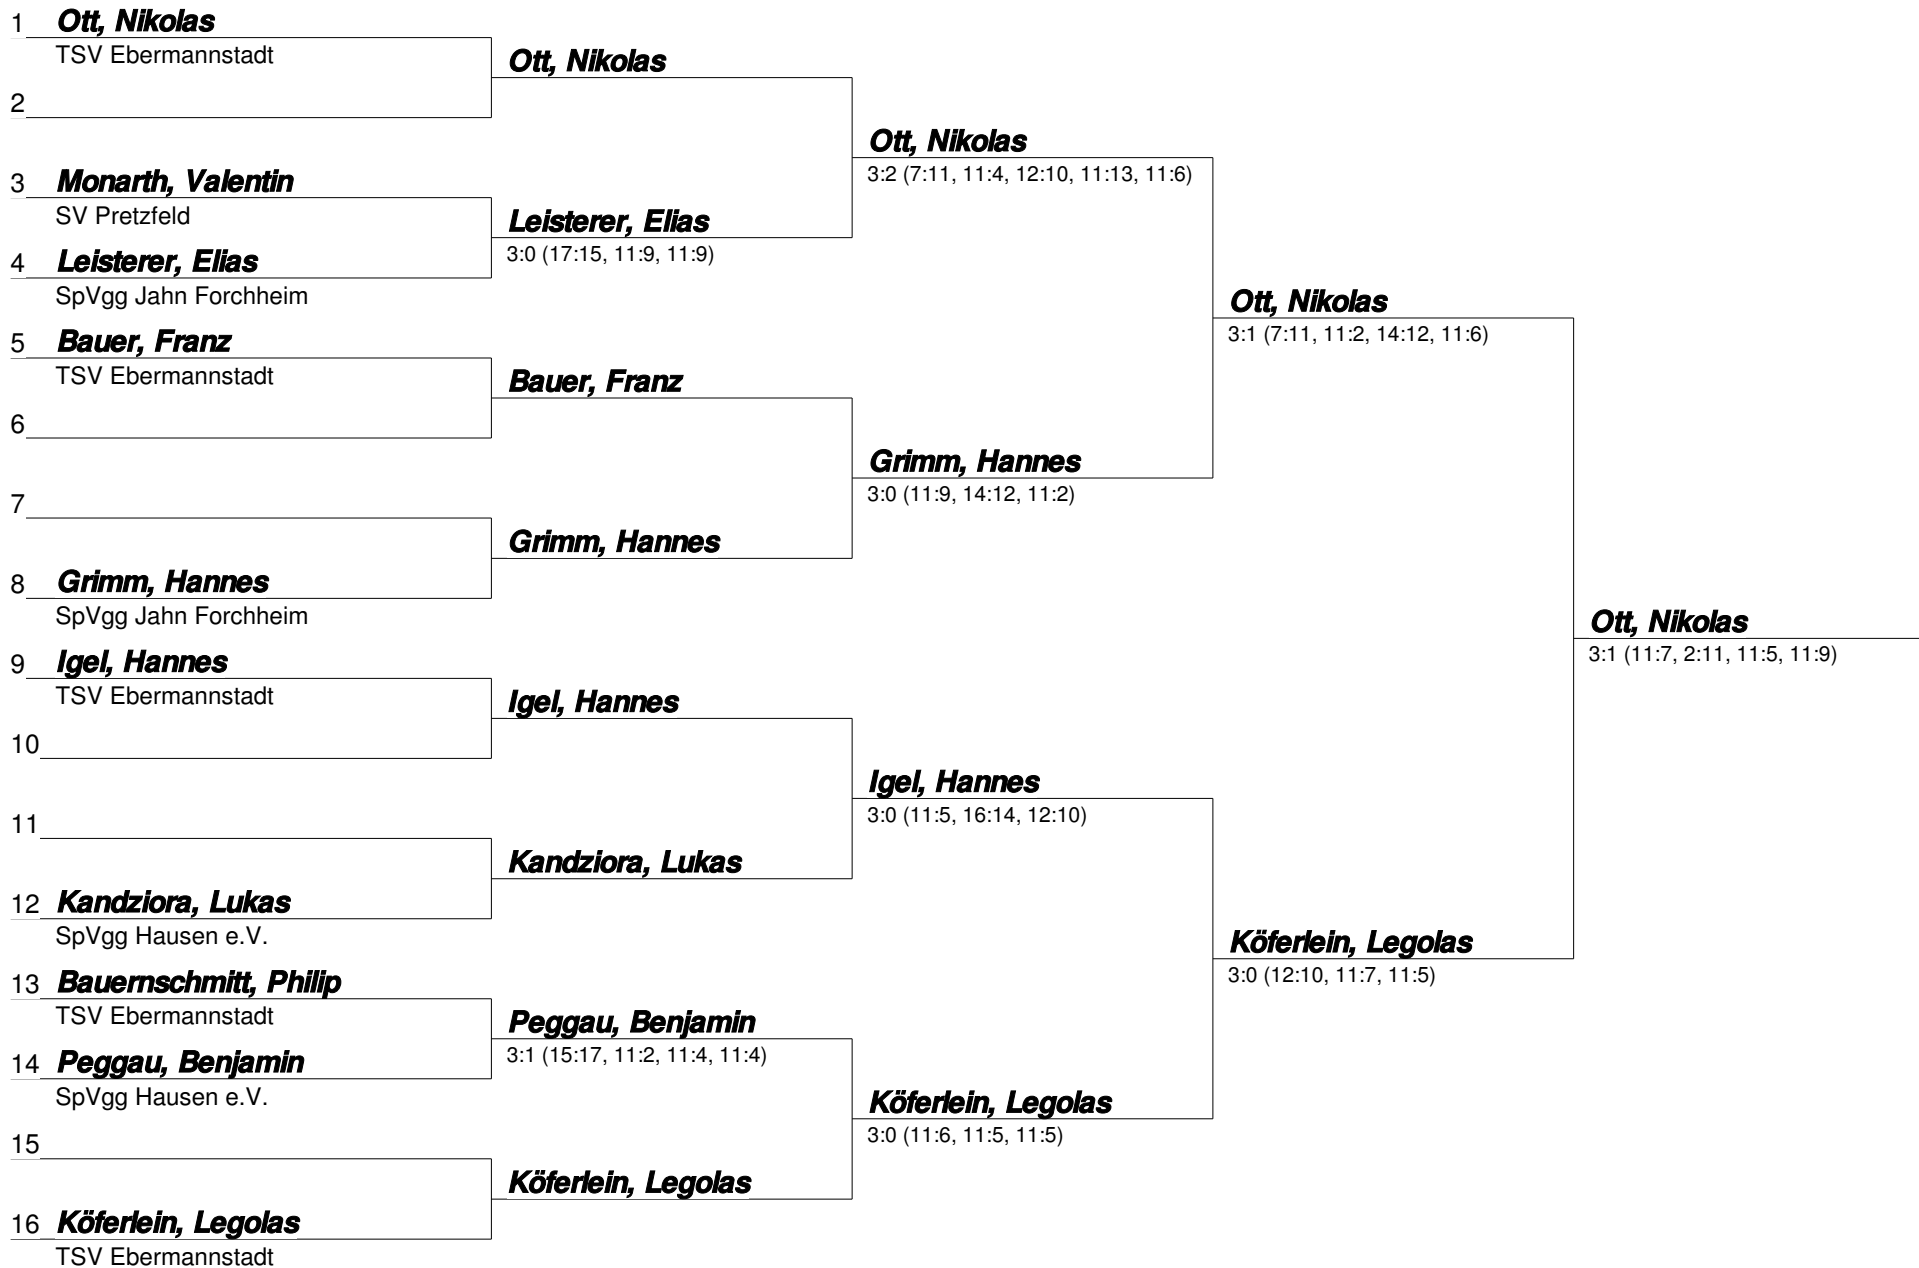 1 Ott, Nikolas
TSV Ebermannstadt
2
3 Monarth, Valentin
SV Pretzfeld
4 Leisterer, Elias
SpVgg Jahn Forchheim
5 Bauer, Franz
TSV Ebermannstadt
6
7
8 Grimm, Hannes
SpVgg Jahn Forchheim
9 Igel, Hannes
TSV Ebermannstadt
10
11
12 Kandziora, Lukas
SpVgg Hausen e.V.
13 Bauernschmitt, Philip
TSV Ebermannstadt
14 Peggau, Benjamin
SpVgg Hausen e.V.
15
16 Köferlein, Legolas
TSV Ebermannstadt
Ott, Nikolas
Leisterer, Elias
3:0 (17:15, 11:9, 11:9)
Bauer, Franz
Grimm, Hannes
Igel, Hannes
Kandziora, Lukas
Peggau, Benjamin
3:1 (15:17, 11:2, 11:4, 11:4)
Köferlein, Legolas
Ott, Nikolas
3:2 (7:11, 11:4, 12:10, 11:13, 11:6)
Grimm, Hannes
3:0 (11:9, 14:12, 11:2)
Igel, Hannes
3:0 (11:5, 16:14, 12:10)
Köferlein, Legolas
3:0 (11:6, 11:5, 11:5)
Ott, Nikolas
3:1 (7:11, 11:2, 14:12, 11:6)
Köferlein, Legolas
3:0 (12:10, 11:7, 11:5)
Ott, Nikolas
3:1 (11:7, 2:11, 11:5, 11:9)